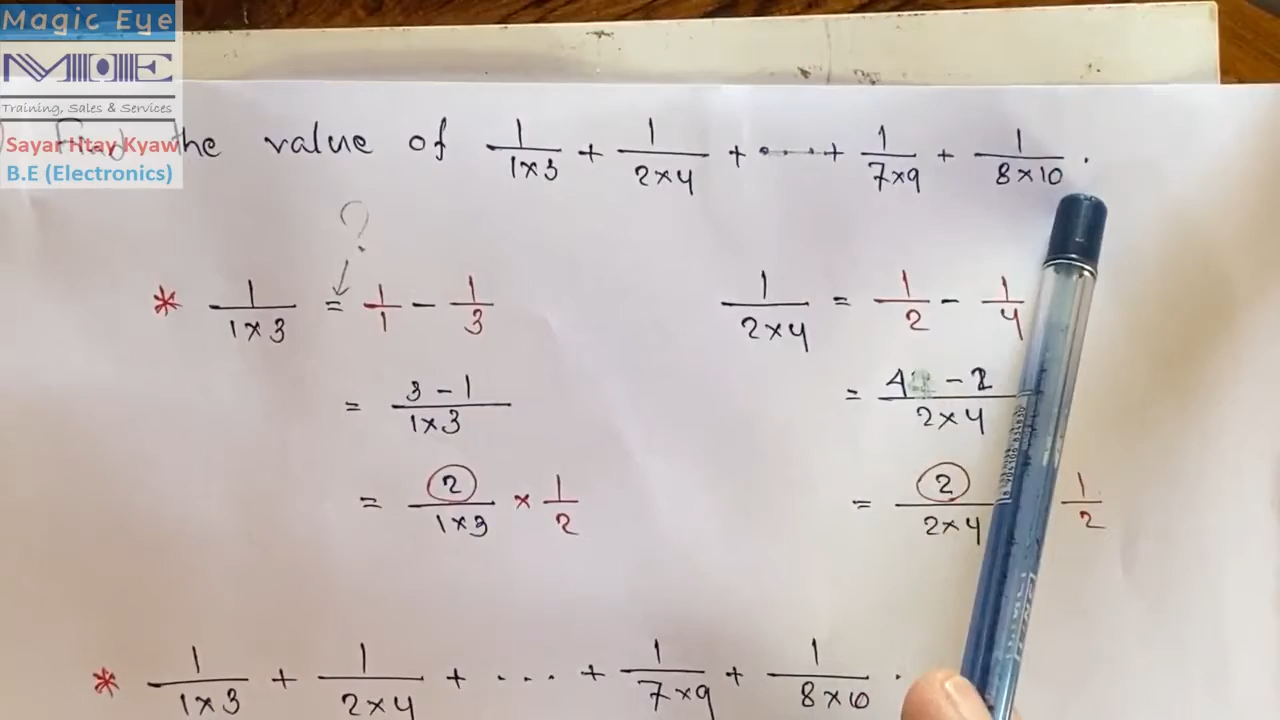 Magic Eye
MOE
Training, Sales & Services
Sayar Htay Kyaw
B.E (Electronics)
Find the value of 1/(1×3) + 1/(2×4) + ..... + 1/(7×9) + 1/(8×10) .
?
* 1/(1×3) = 1/1 - 1/3
= (3 - 1)/(1×3)
= 2/(1×3) × 1/2
1/(2×4) = 1/2 - 1/4
= (4 - 2)/(2×4)
= 2/(2×4) 1/2
* 1/(1×3) + 1/(2×4) + ... + 1/(7×9) + 1/(8×10) .